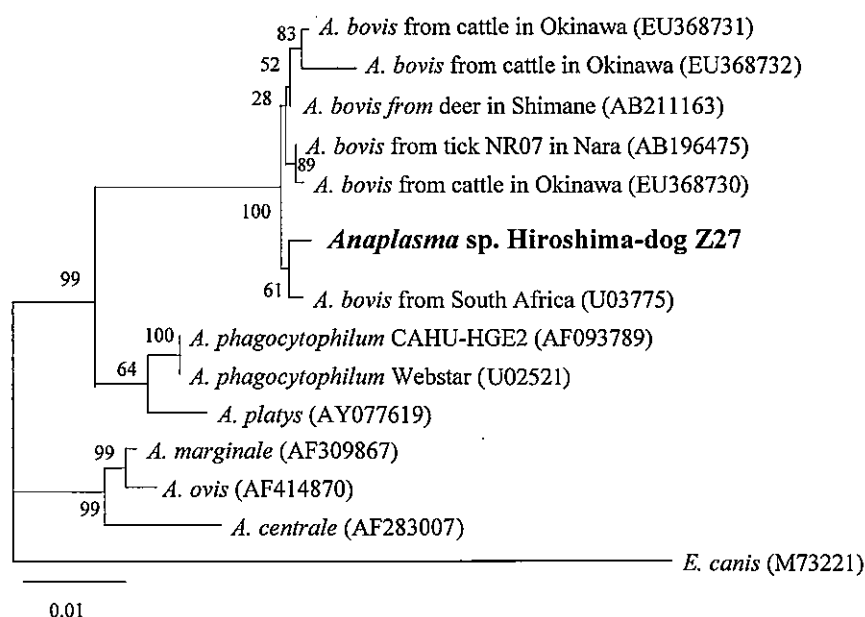 83
A. bovis from cattle in Okinawa (EU368731)
52
A. bovis from cattle in Okinawa (EU368732)
28
A. bovis from deer in Shimane (AB211163)
A. bovis from tick NR07 in Nara (AB196475)
89
A. bovis from cattle in Okinawa (EU368730)
100
Anaplasma sp. Hiroshima-dog Z27
99
61
A. bovis from South Africa (U03775)
100
A. phagocytophilum CAHU-HGE2 (AF093789)
64
A. phagocytophilum Webstar (U02521)
A. platys (AY077619)
99
A. marginale (AF309867)
A. ovis (AF414870)
99
A. centrale (AF283007)
E. canis (M73221)
0.01